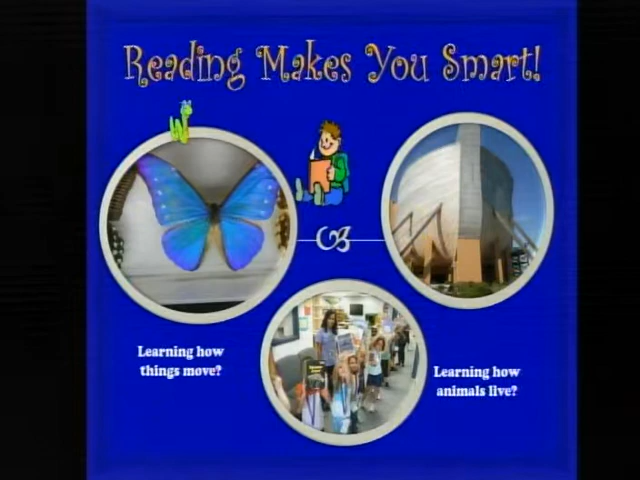 Reading Makes You Smart!
Learning how
things move?
Learning how
animals live?